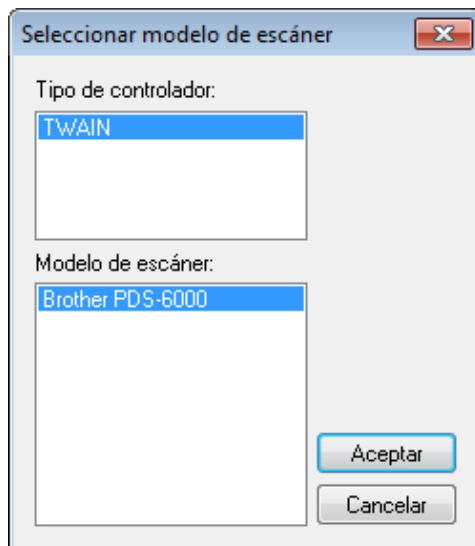 Seleccionar modelo de escáner
Tipo de controlador:
TWAIN
Modelo de escáner:
Brother PDS-6000
Aceptar
Cancelar